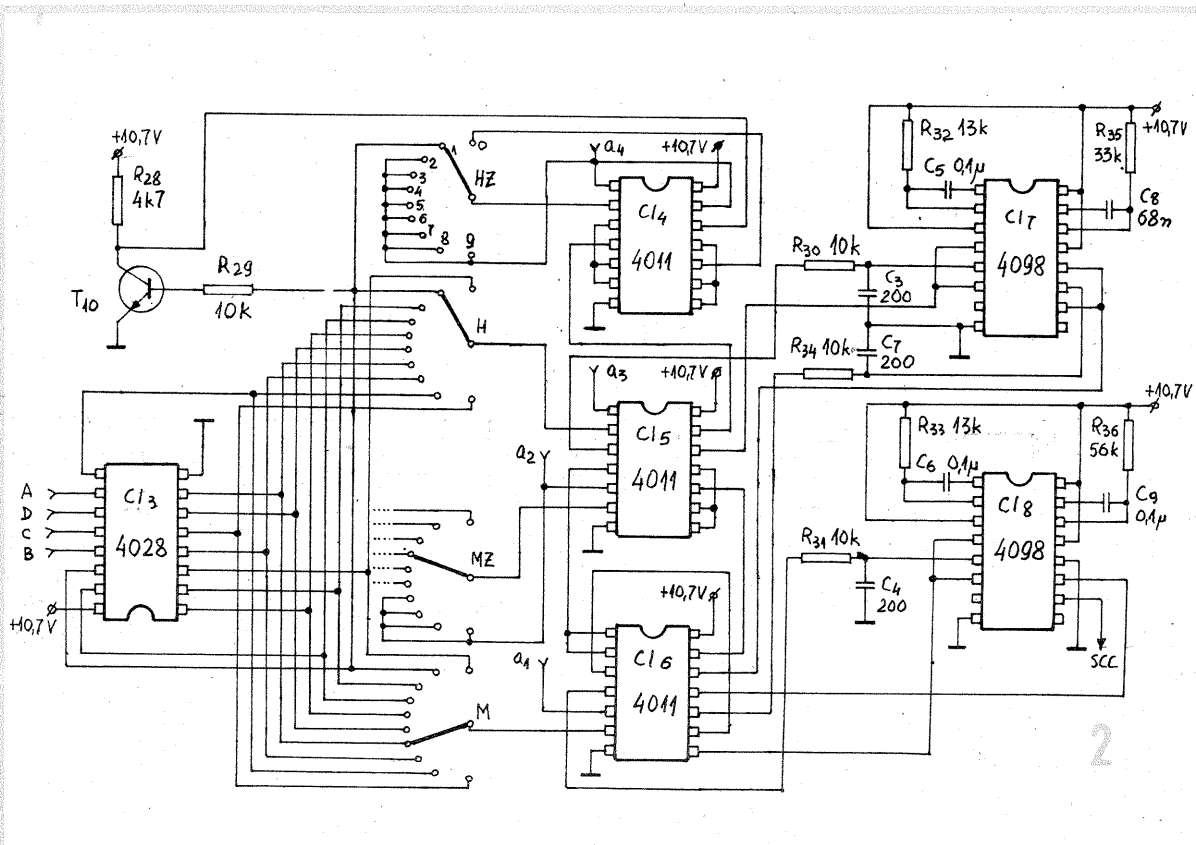 +10,7V
R28
4k7
T10
R29
10k
1
0
2
3
4
5
6
7
8
9
HZ
H
MZ
M
a4
+10,7V
CI4
4011
a3
+10,7V
CI5
4011
a2
+10,7V
a1
CI6
4011
R32 13k
C5 0,1µ
R35
33k
+10,7V
C8
68n
CI7
4098
R30 10k
C3
200
R34 10k
C7
200
+10,7V
R33 13k
R36
56k
C6 0,1µ
C9
0,1µ
CI8
4098
R31 10k
C4
200
SCC
A
D
C
B
CI3
4028
+10,7V
2